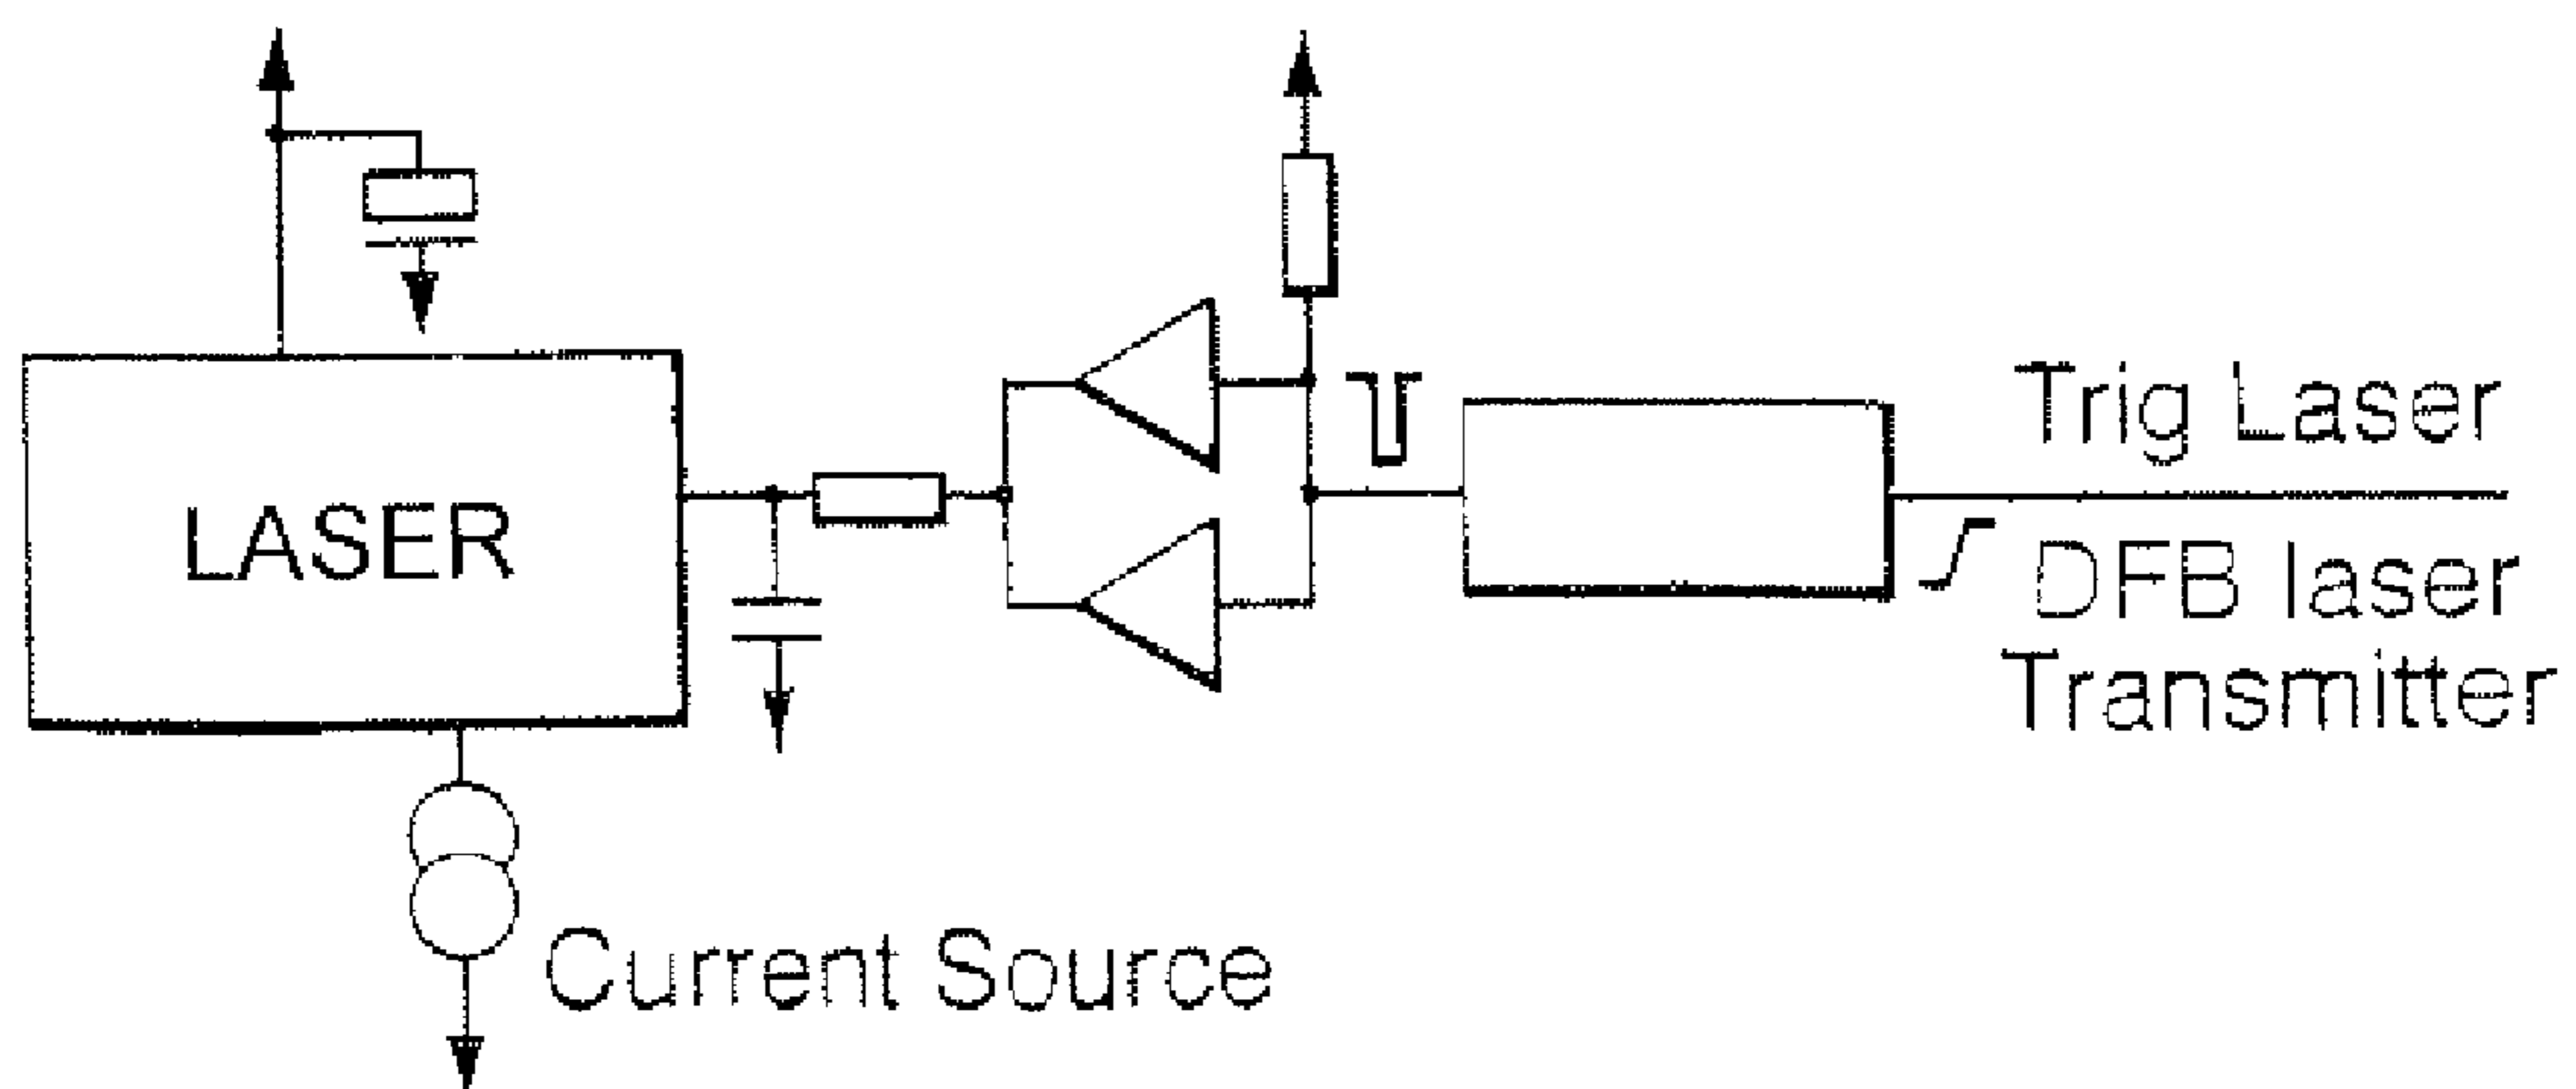 LASER
Trig Laser
DFB laser
Transmitter
Current Source